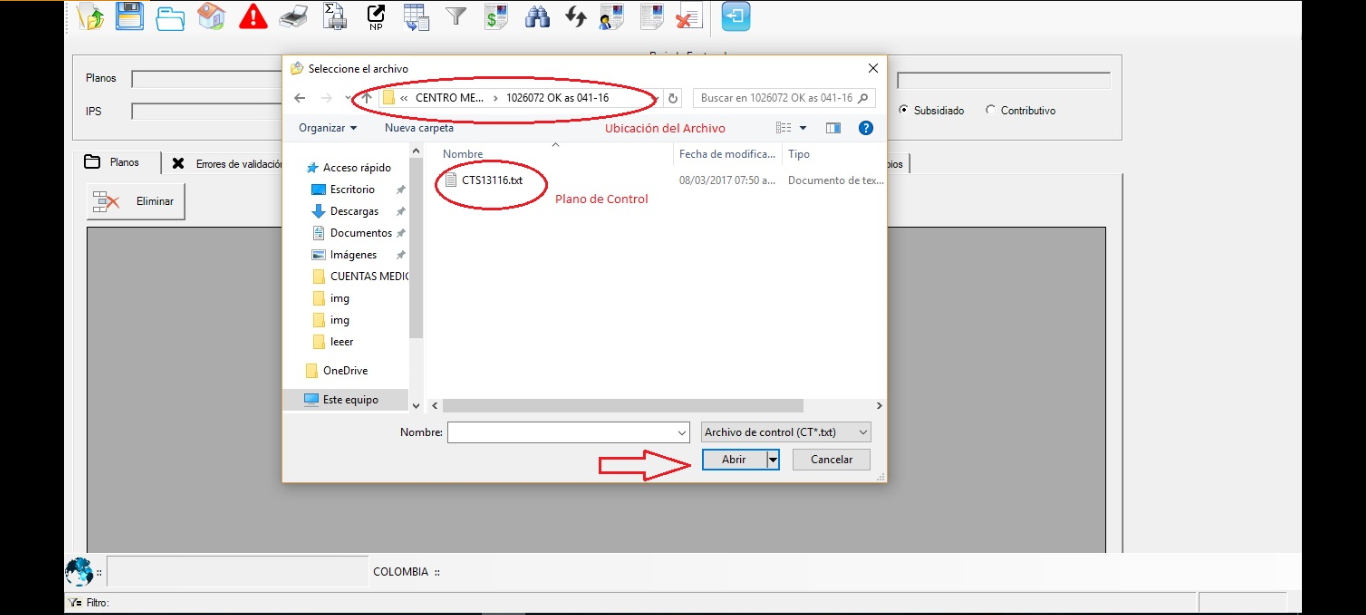 NP
Seleccione el archivo
« CENTRO ME... › 1026072 OK as 041-16
Buscar en 1026072 OK as 041-16
Organizar
Nueva carpeta
Ubicación del Archivo
Planos
IPS
Subsidiado
Contributivo
Planos
Errores de validación
Eliminar
Acceso rápido
Escritorio
Descargas
Documentos
Imágenes
CUENTAS MEDIC
img
img
leeer
OneDrive
Este equipo
Nombre
Fecha de modifica...
Tipo
CTS13116.txt
08/03/2017 07:50 a...
Documento de tex...
Plano de Control
Nombre:
Archivo de control (CT*.txt)
Abrir
Cancelar
::
COLOMBIA ::
Filtro: